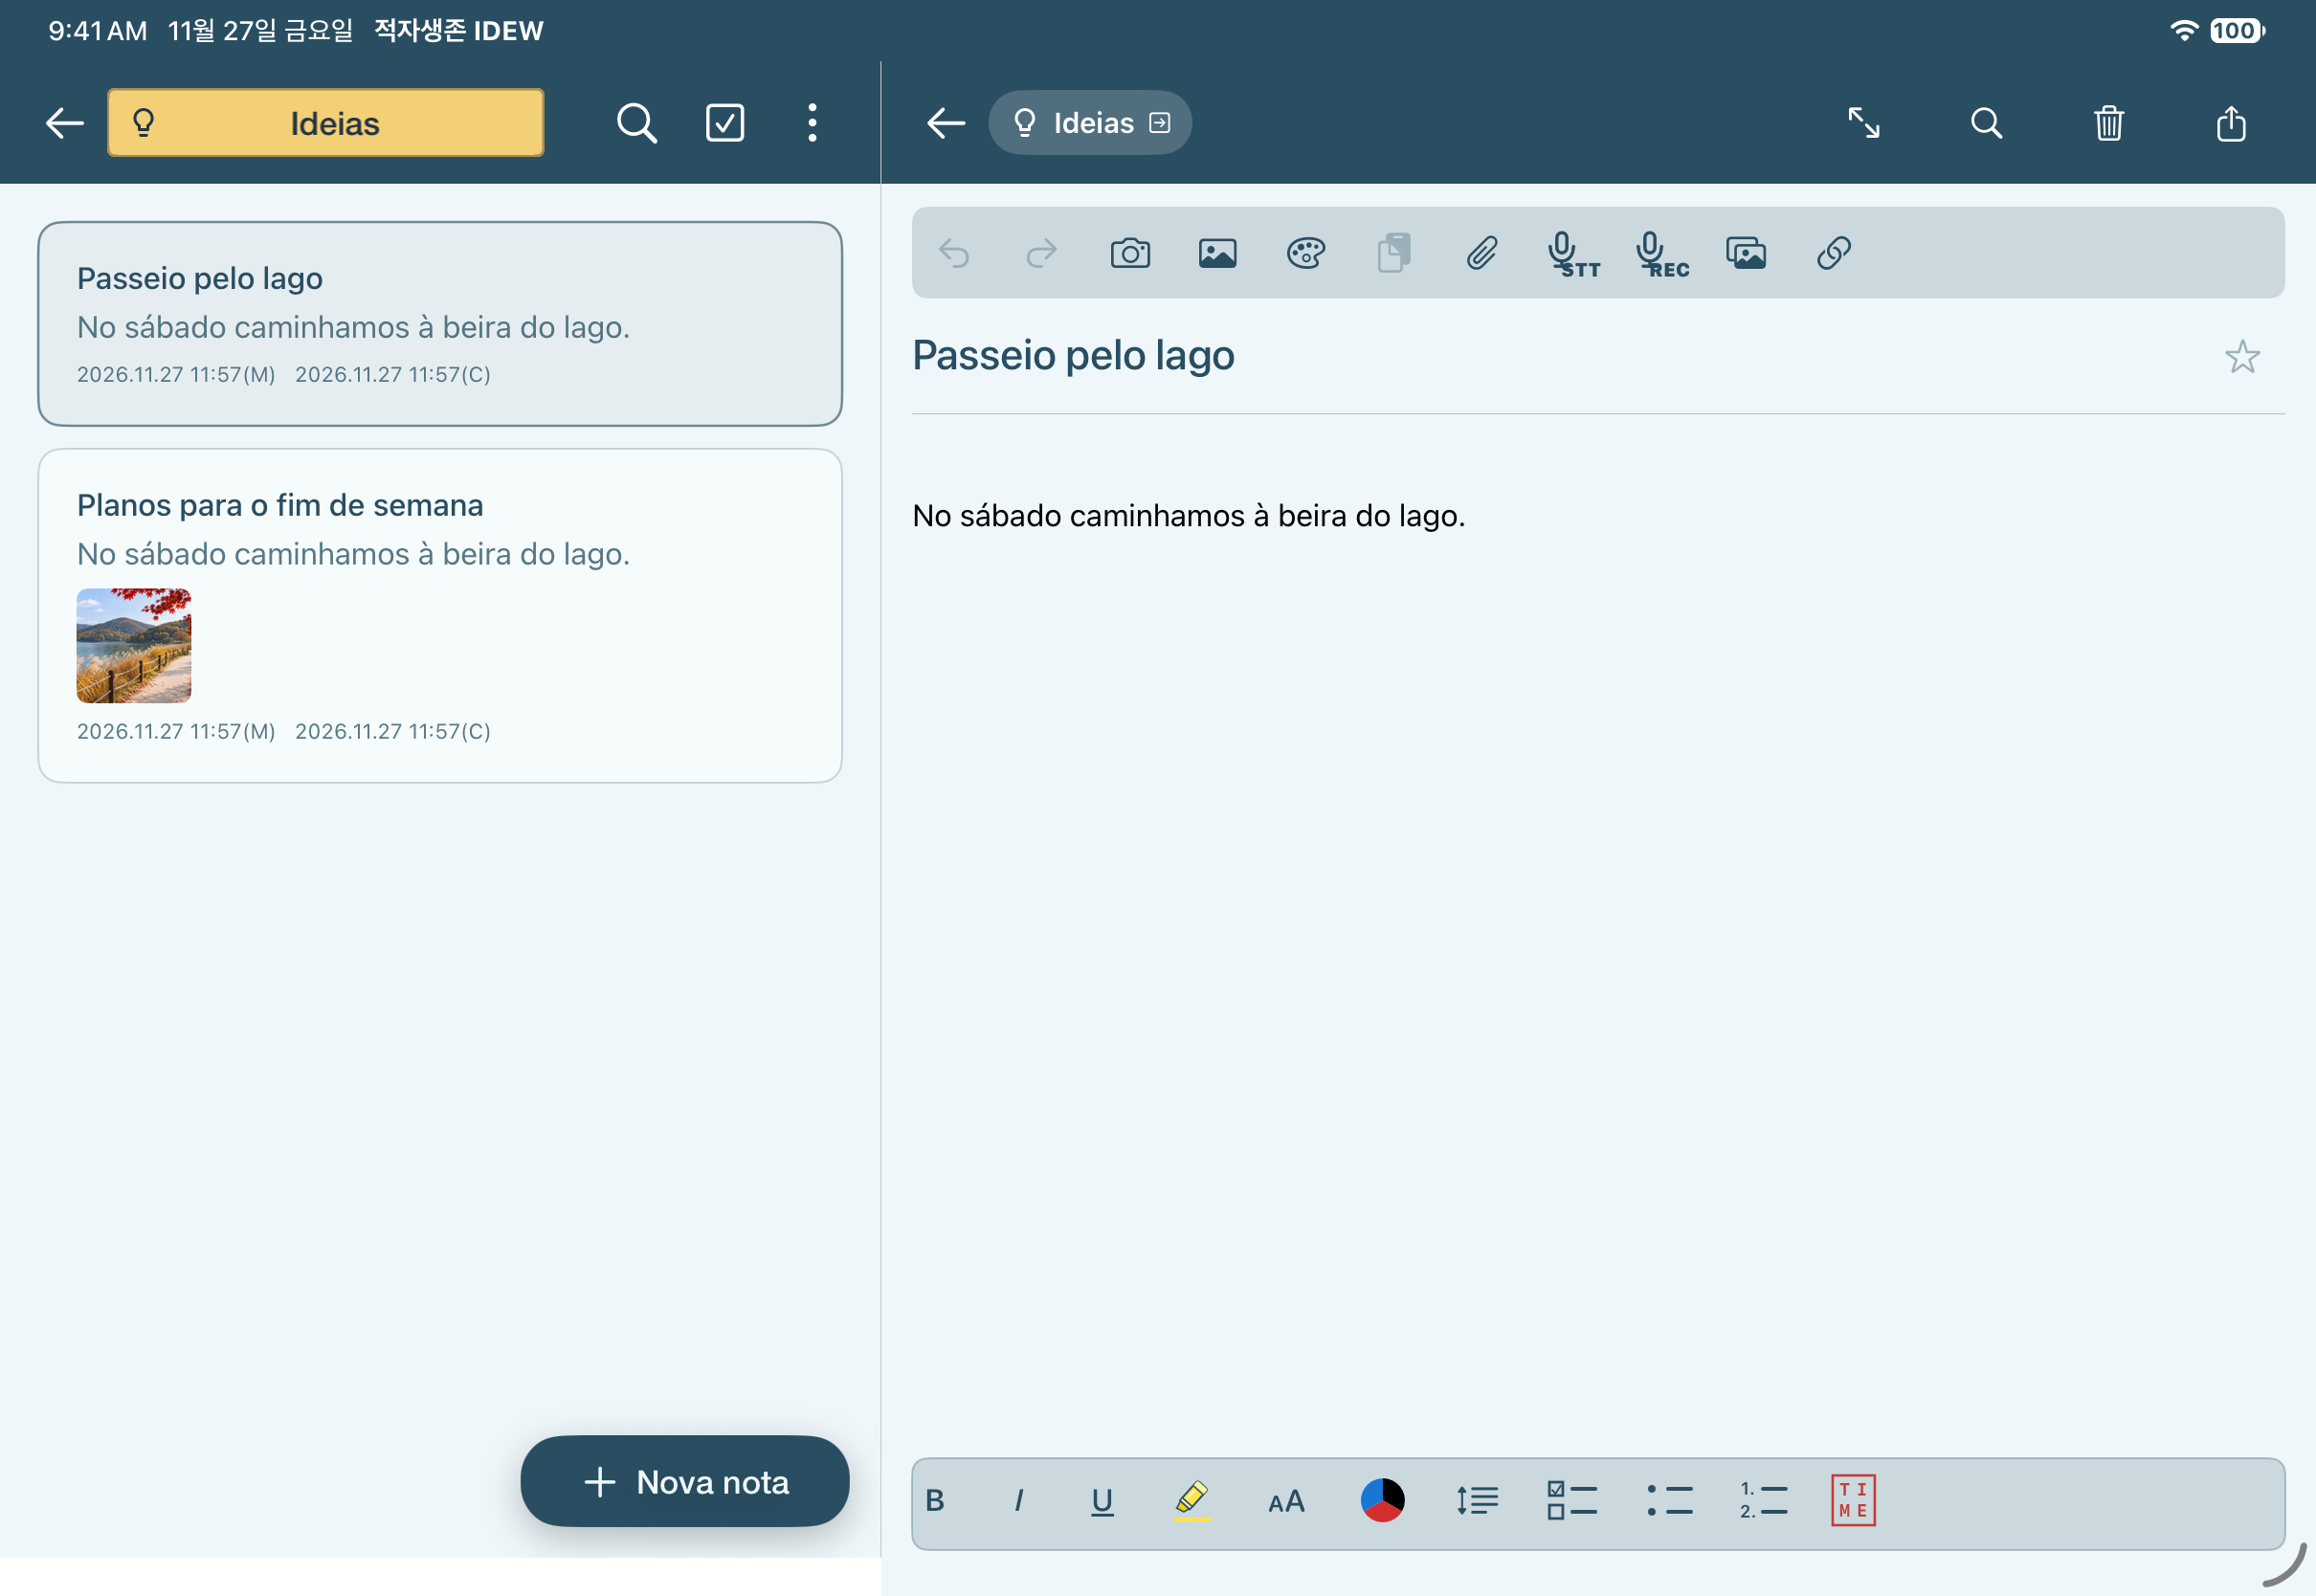 9:41 AM 11월 27일 금요일 적자생존 IDEW
100
Ideias
Passeio pelo lago
No sábado caminhamos à beira do lago.
2026.11.27 11:57(M) 2026.11.27 11:57(C)
Planos para o fim de semana
No sábado caminhamos à beira do lago.
2026.11.27 11:57(M) 2026.11.27 11:57(C)
+ Nova nota
Ideias
STT REC
Passeio pelo lago
No sábado caminhamos à beira do lago.
B I U AA 1. 2. TIME